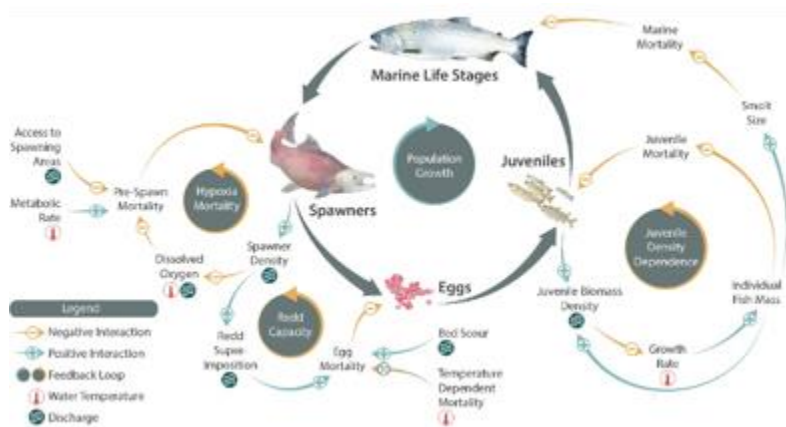 Marine Life Stages
Marine
Mortality
Smolt
Size
Access to
Spawning
Areas
Pre-Spawn
Mortality
Metabolic
Rate
Hypoxia
Mortality
Spawners
Population
Growth
Juveniles
Juvenile
Mortality
Juvenile
Density
Dependence
Dissolved
Oxygen
Spawner
Density
Eggs
Juvenile Biomass
Density
Individual
Fish Mass
Redd
Capacity
Redd
Super-
Imposition
Egg
Mortality
Bed Scour
Growth
Rate
Temperature
Dependent
Mortality
Legend
Negative Interaction
Positive Interaction
Feedback Loop
Water Temperature
Discharge